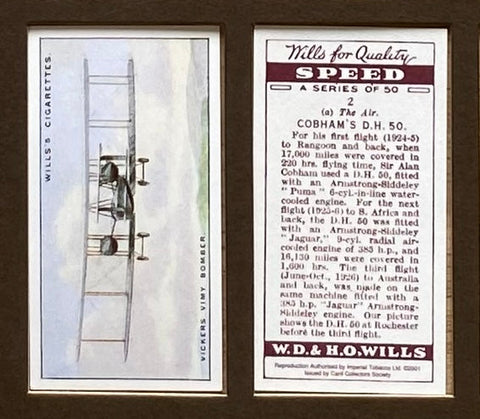 WILLS'S CIGARETTES.
VICKERS VIMY BOMBER.
Wills for Quality
SPEED
A SERIES OF 50
2
(a) The Air.
COBHAM'S D.H. 50.
For his first flight (1924-5)
to Rangoon and back, when
17,000 miles were covered in
220 hrs. flying time, Sir Alan
Cobham used a D.H. 50, fitted
with an Armstrong-Siddeley
"Puma" 6-cyl.-in-line water-
cooled engine. For the next
flight (1925-6) to S. Africa and
back, the D.H. 50 was fitted
with an Armstrong-Siddeley
"Jaguar," 9-cyl. radial air-
cooled engine of 385 h.p., and
16,130 miles were covered in
1,600 hrs. The third flight
(June-Oct., 1926) to Australia
and back, was made on the
same machine fitted with a
385 h.p. "Jaguar" Armstrong-
Siddeley engine. Our picture
shows the D.H. 50 at Rochester
before the third flight.
W.D. & H.O. WILLS
Reproduction Authorised by Imperial Tobacco Ltd. ©2001
Issued by Card Collectors Society